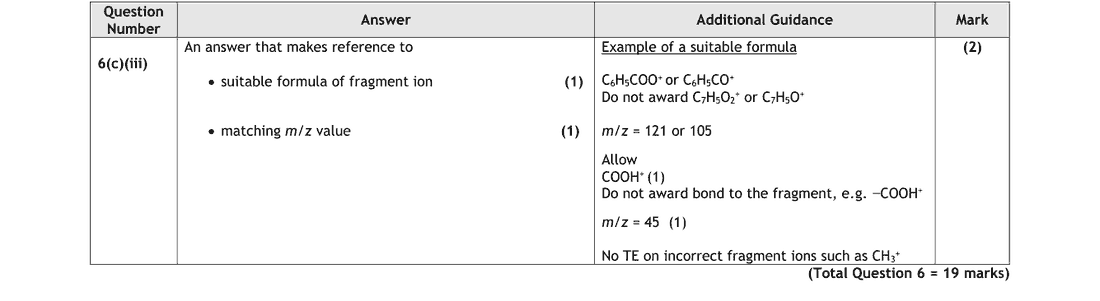 Question Number
Answer
Additional Guidance
Mark
6(c)(iii)
An answer that makes reference to
• suitable formula of fragment ion (1)
• matching m/z value (1)
Example of a suitable formula
C₆H₅COO⁺ or C₆H₅CO⁺
Do not award C₇H₅O₂⁺ or C₇H₅O⁺
m/z = 121 or 105
Allow
COOH⁺ (1)
Do not award bond to the fragment, e.g. −COOH⁺
m/z = 45 (1)
No TE on incorrect fragment ions such as CH₃⁺
(2)
(Total Question 6 = 19 marks)